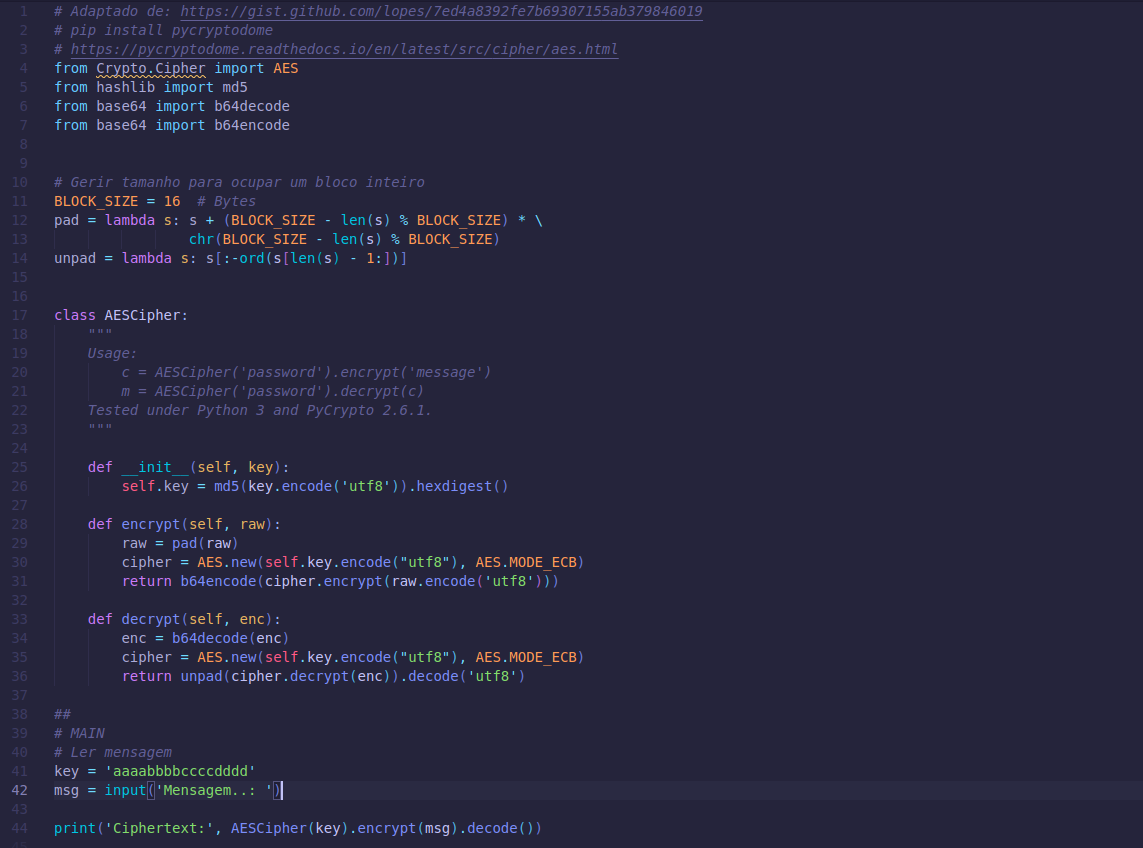 1 # Adaptado de: https://gist.github.com/lopes/7ed4a8392fe7b69307155ab379846019
2 # pip install pycryptodome
3 # https://pycryptodome.readthedocs.io/en/latest/src/cipher/aes.html
4 from Crypto.Cipher import AES
5 from hashlib import md5
6 from base64 import b64decode
7 from base64 import b64encode
8
9
10 # Gerir tamanho para ocupar um bloco inteiro
11 BLOCK_SIZE = 16  # Bytes
12 pad = lambda s: s + (BLOCK_SIZE - len(s) % BLOCK_SIZE) * \
13                 chr(BLOCK_SIZE - len(s) % BLOCK_SIZE)
14 unpad = lambda s: s[:-ord(s[len(s) - 1:])]
15
16
17 class AESCipher:
18     """
19     Usage:
20         c = AESCipher('password').encrypt('message')
21         m = AESCipher('password').decrypt(c)
22     Tested under Python 3 and PyCrypto 2.6.1.
23     """
24
25     def __init__(self, key):
26         self.key = md5(key.encode('utf8')).hexdigest()
27
28     def encrypt(self, raw):
29         raw = pad(raw)
30         cipher = AES.new(self.key.encode("utf8"), AES.MODE_ECB)
31         return b64encode(cipher.encrypt(raw.encode('utf8')))
32
33     def decrypt(self, enc):
34         enc = b64decode(enc)
35         cipher = AES.new(self.key.encode("utf8"), AES.MODE_ECB)
36         return unpad(cipher.decrypt(enc)).decode('utf8')
37
38 ##
39 # MAIN
40 # Ler mensagem
41 key = 'aaaabbbbccccdddd'
42 msg = input('Mensagem..: ')
43
44 print('Ciphertext:', AESCipher(key).encrypt(msg).decode())